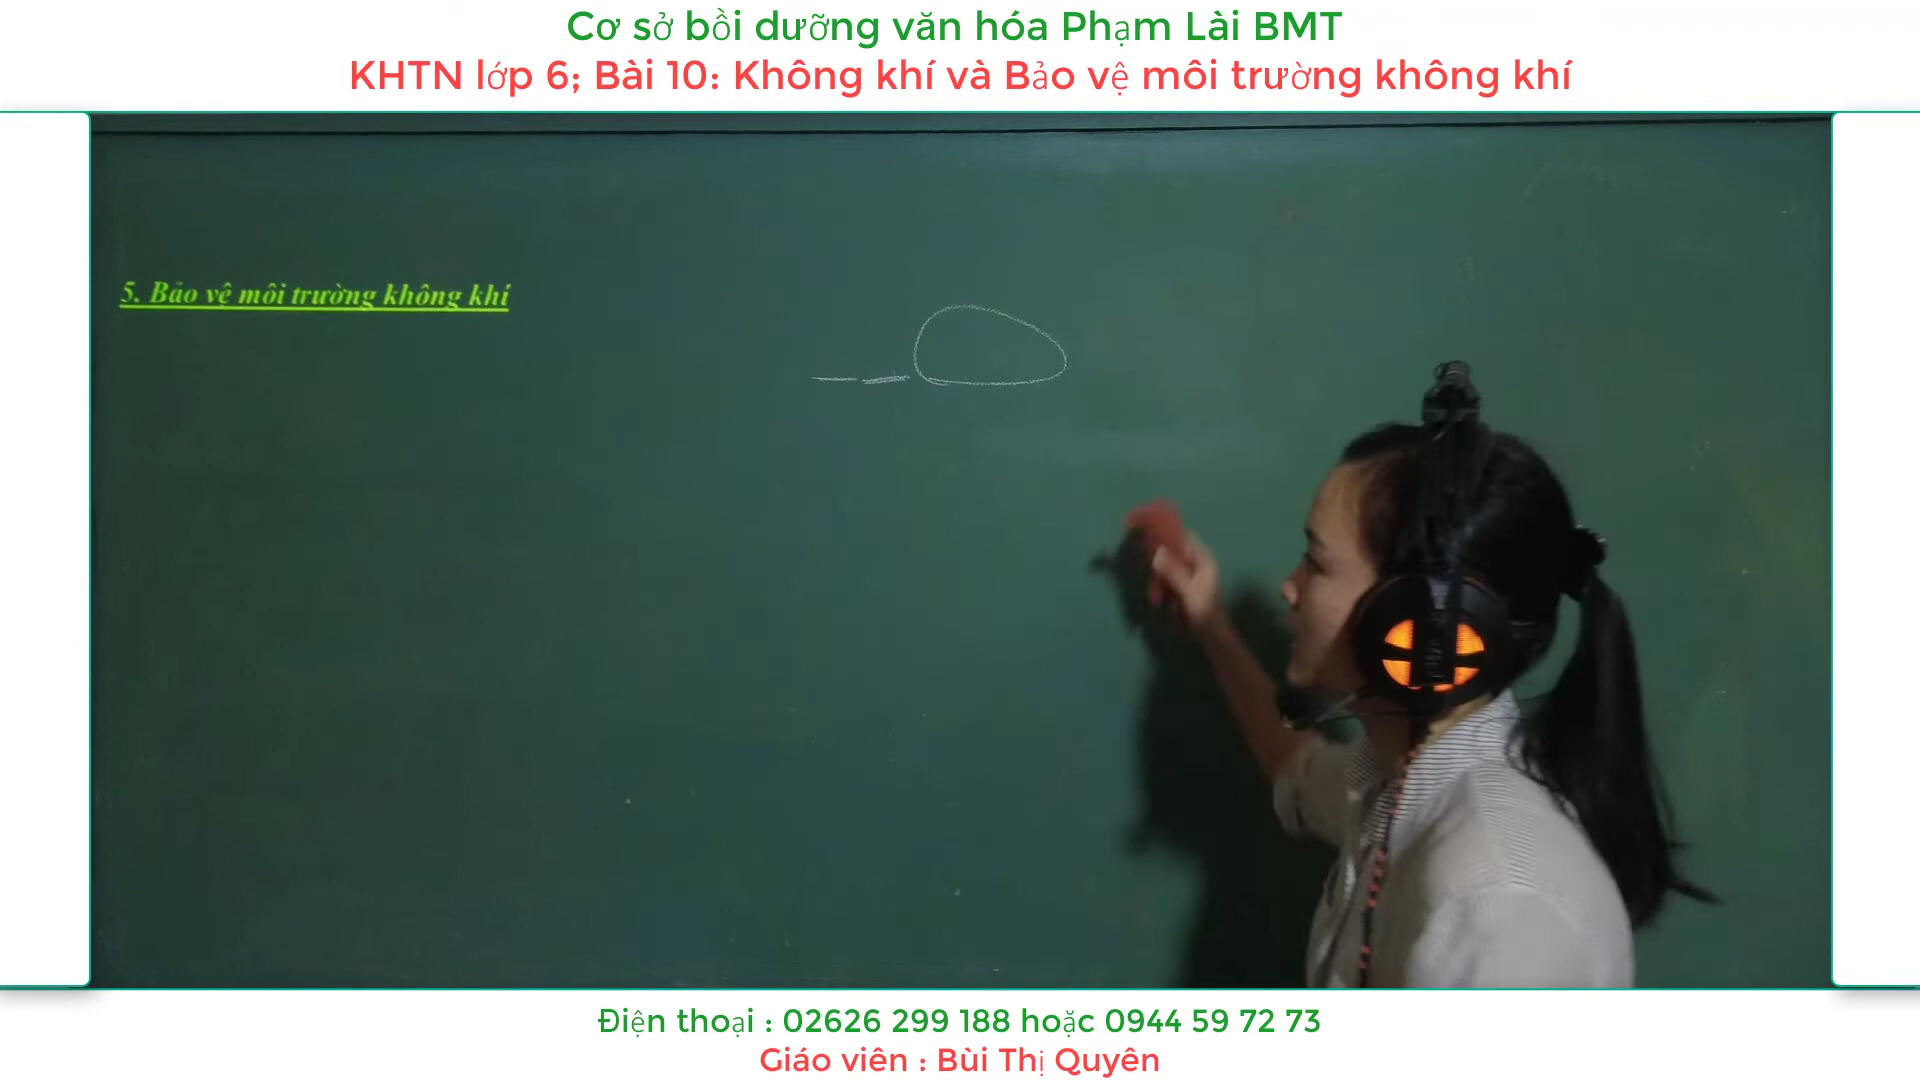 Cơ sở bồi dưỡng văn hóa Phạm Lài BMT
KHTN lớp 6; Bài 10: Không khí và Bảo vệ môi trường không khí
5. Bảo vệ môi trường không khí
Điện thoại : 02626 299 188 hoặc 0944 59 72 73
Giáo viên : Bùi Thị Quyên